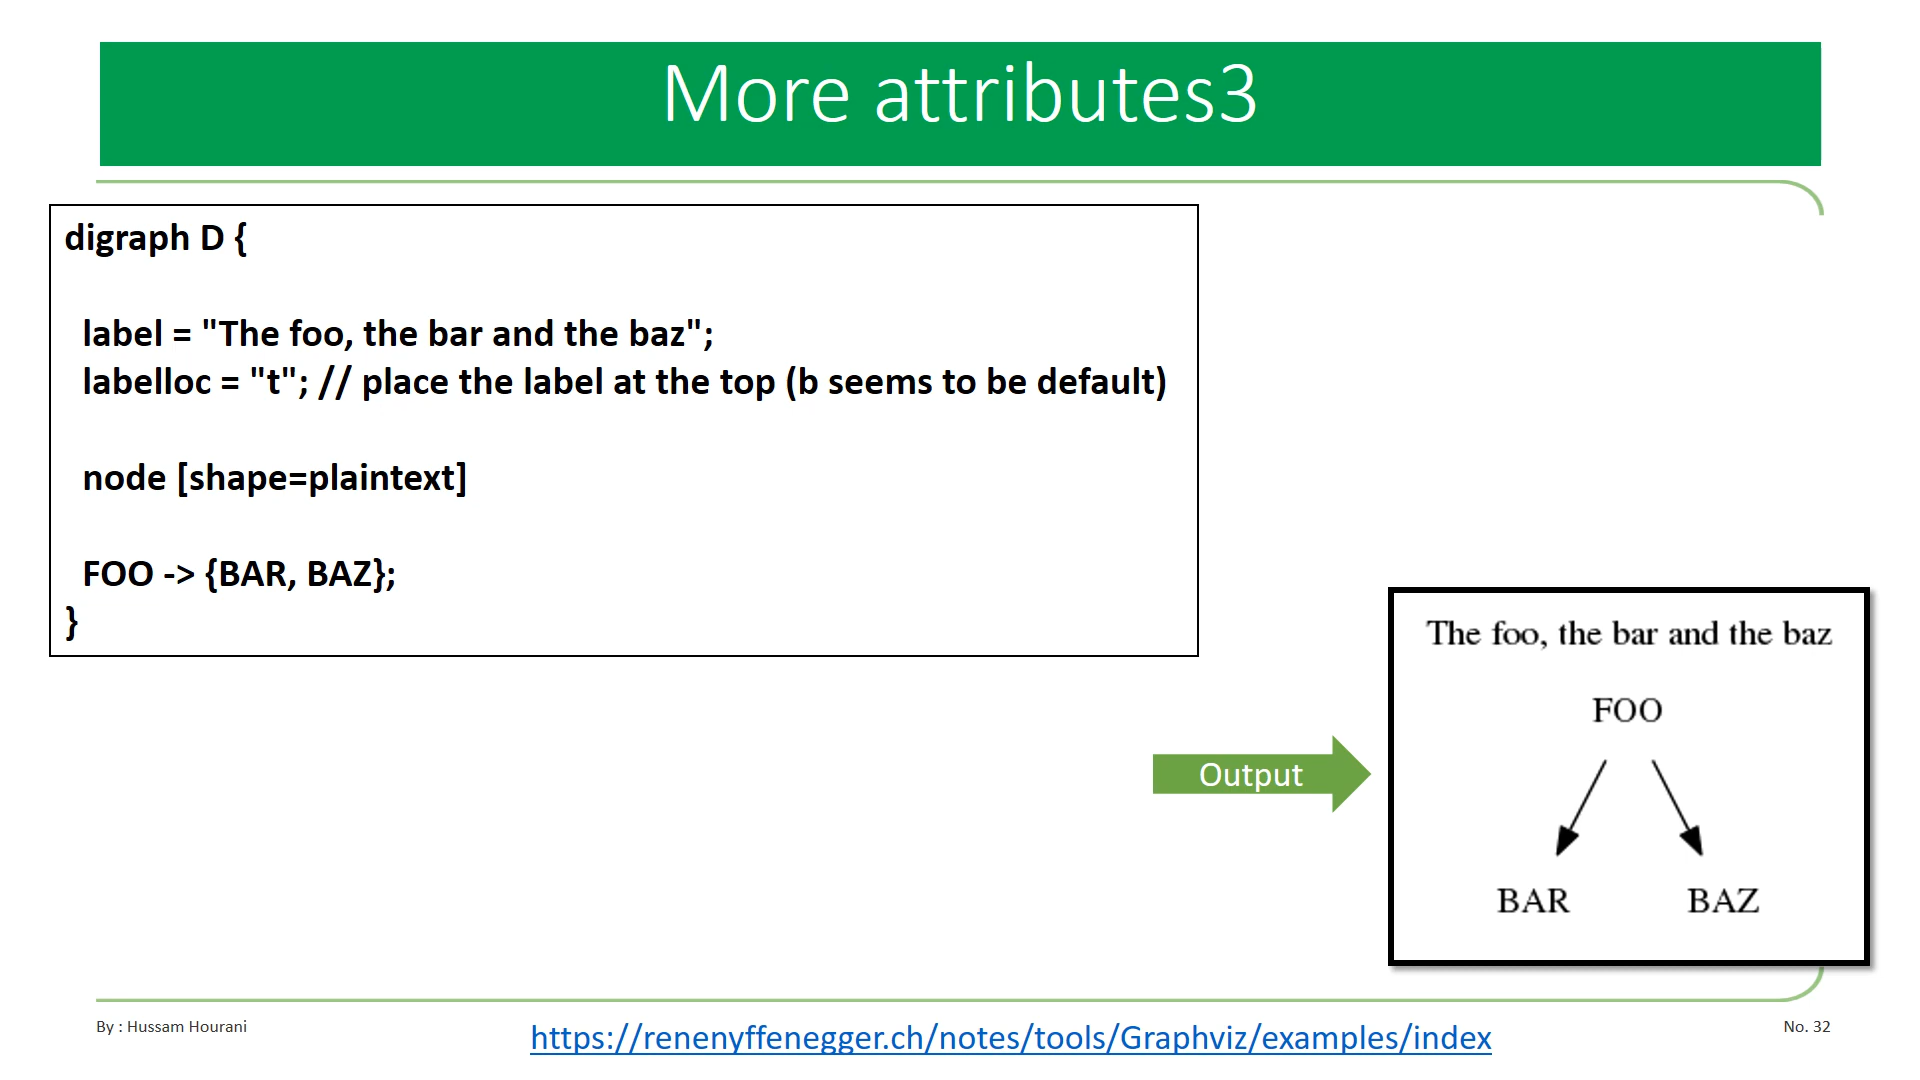 More attributes3
digraph D {
label = "The foo, the bar and the baz";
labelloc = "t"; // place the label at the top (b seems to be default)
node [shape=plaintext]
FOO -> {BAR, BAZ};
}
Output
The foo, the bar and the baz
FOO
BAR BAZ
By : Hussam Hourani
https://renenyffenegger.ch/notes/tools/Graphviz/examples/index
No. 32